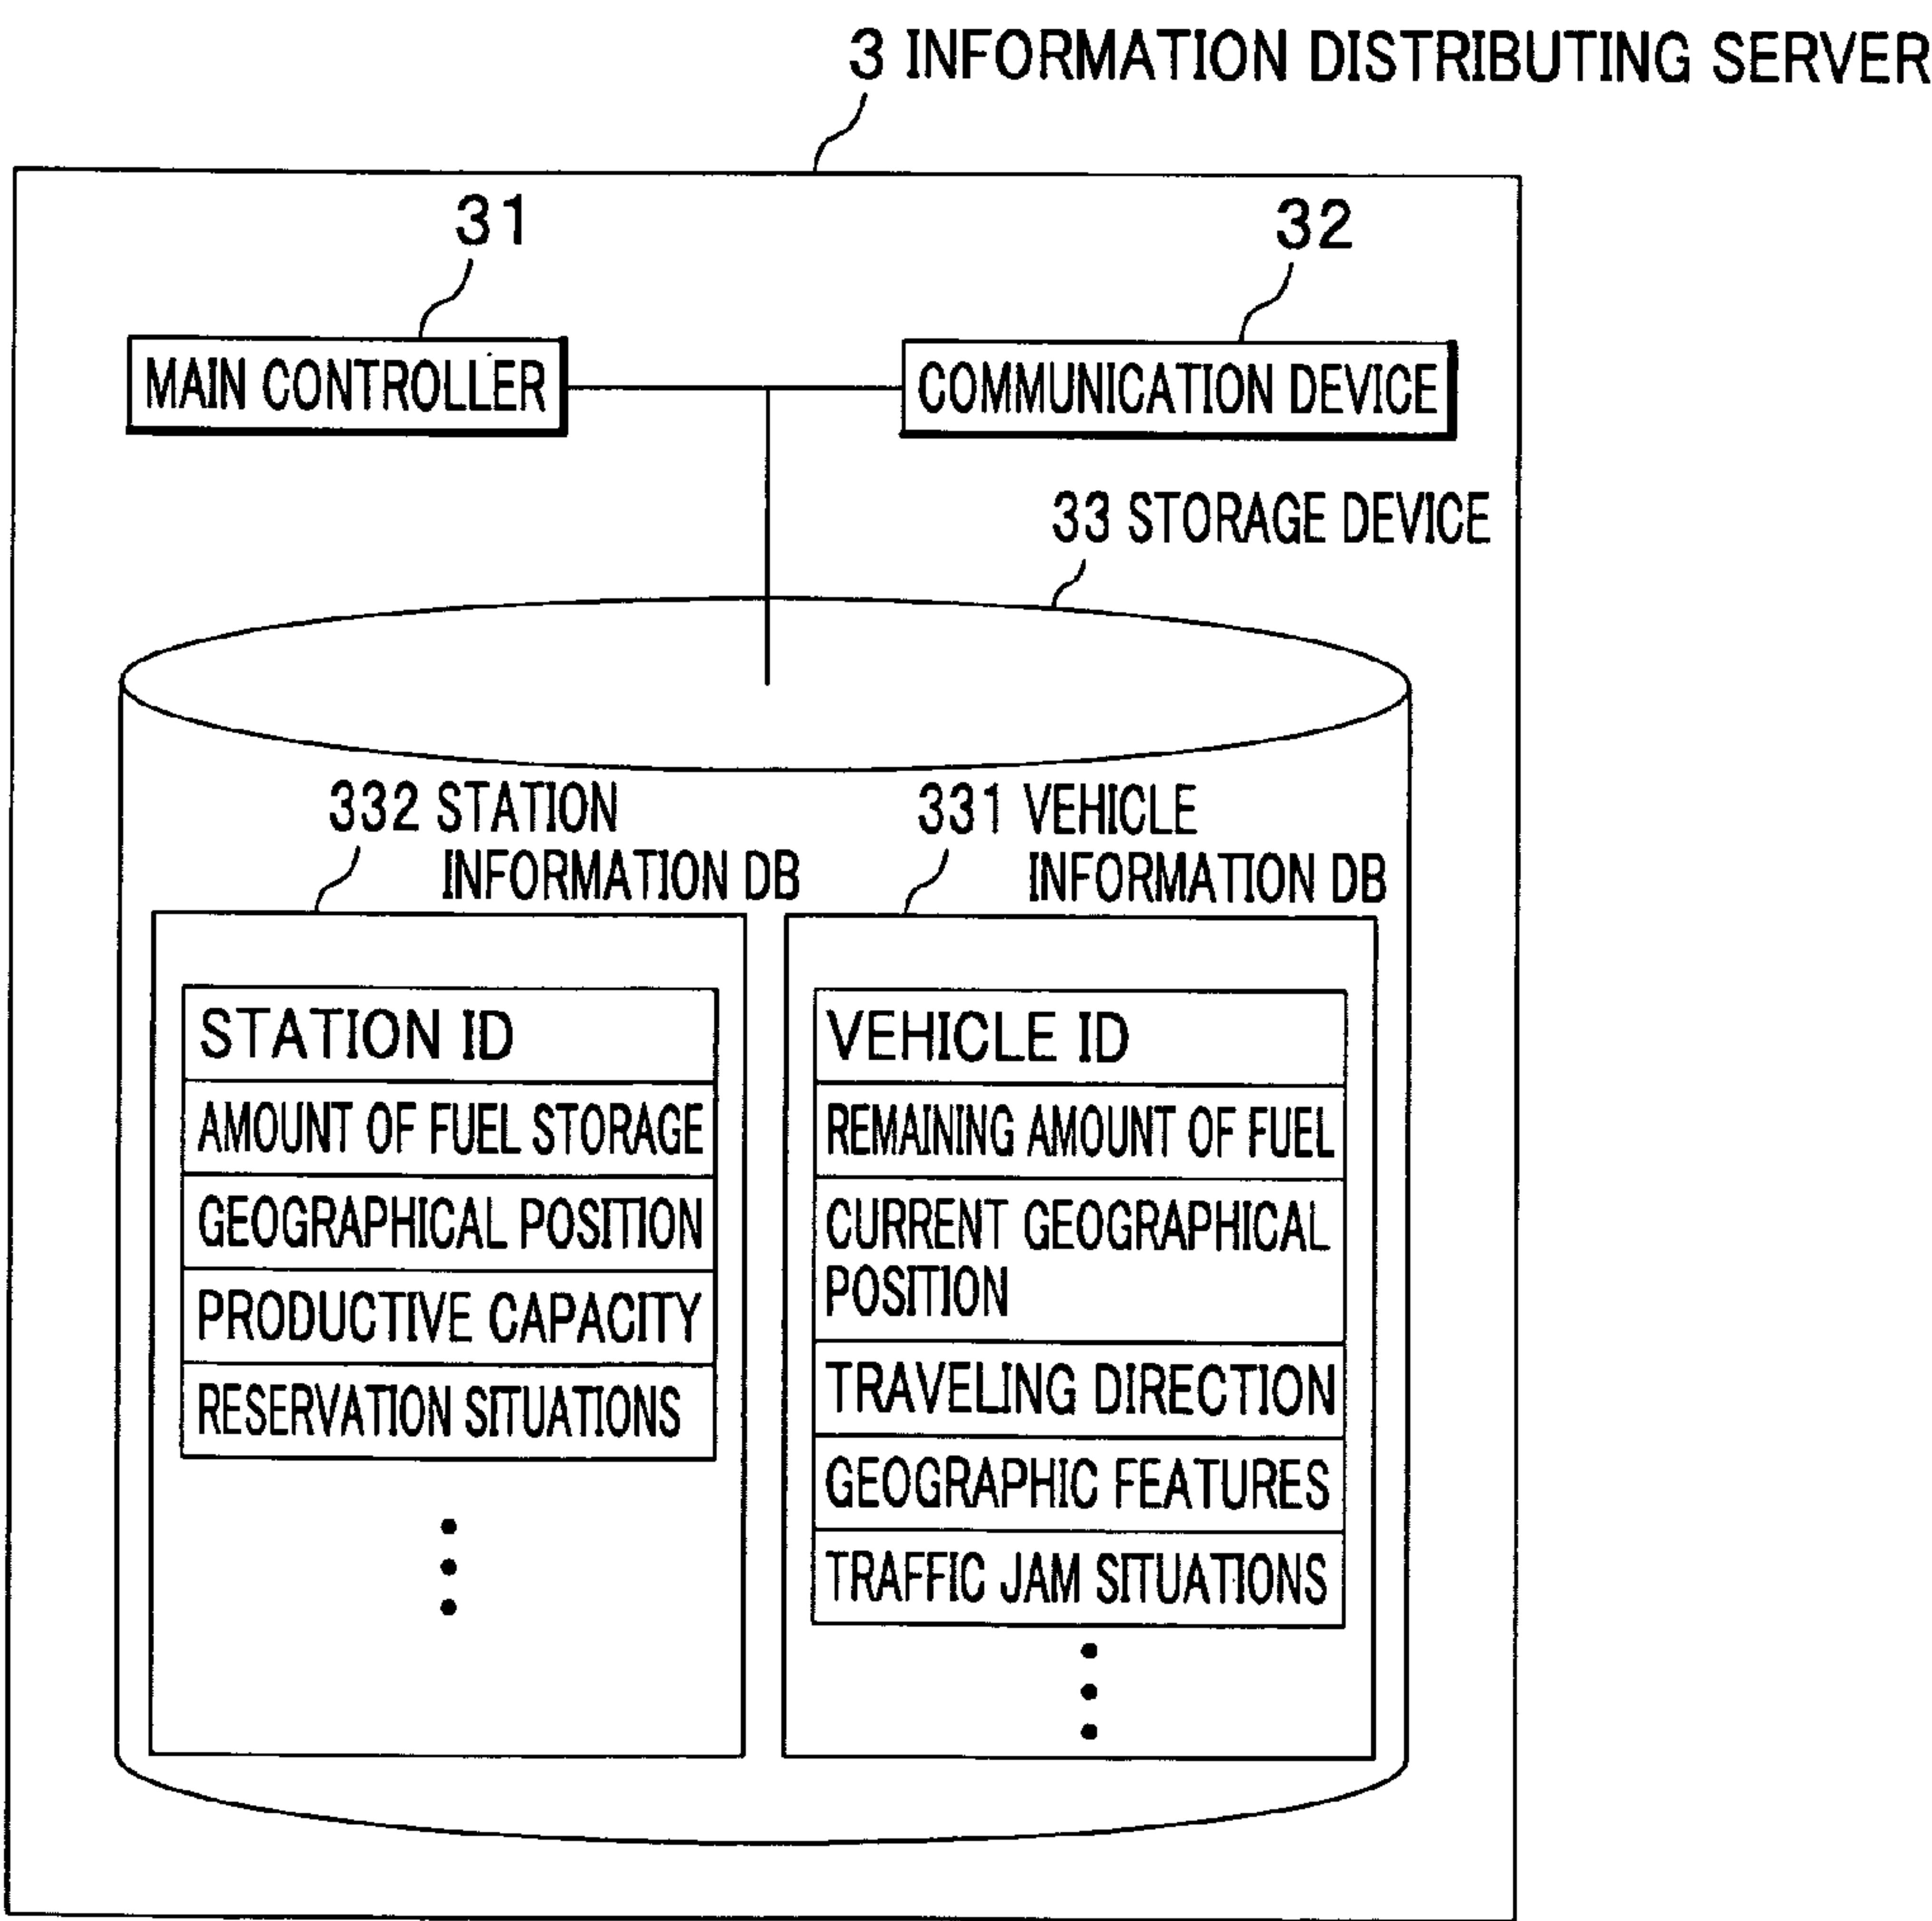 3 INFORMATION DISTRIBUTING SERVER
31
32
MAIN CONTROLLER
COMMUNICATION DEVICE
33 STORAGE DEVICE
332 STATION
INFORMATION DB
331 VEHICLE
INFORMATION DB
STATION ID
AMOUNT OF FUEL STORAGE
GEOGRAPHICAL POSITION
PRODUCTIVE CAPACITY
RESERVATION SITUATIONS
VEHICLE ID
REMAINING AMOUNT OF FUEL
CURRENT GEOGRAPHICAL
POSITION
TRAVELING DIRECTION
GEOGRAPHIC FEATURES
TRAFFIC JAM SITUATIONS